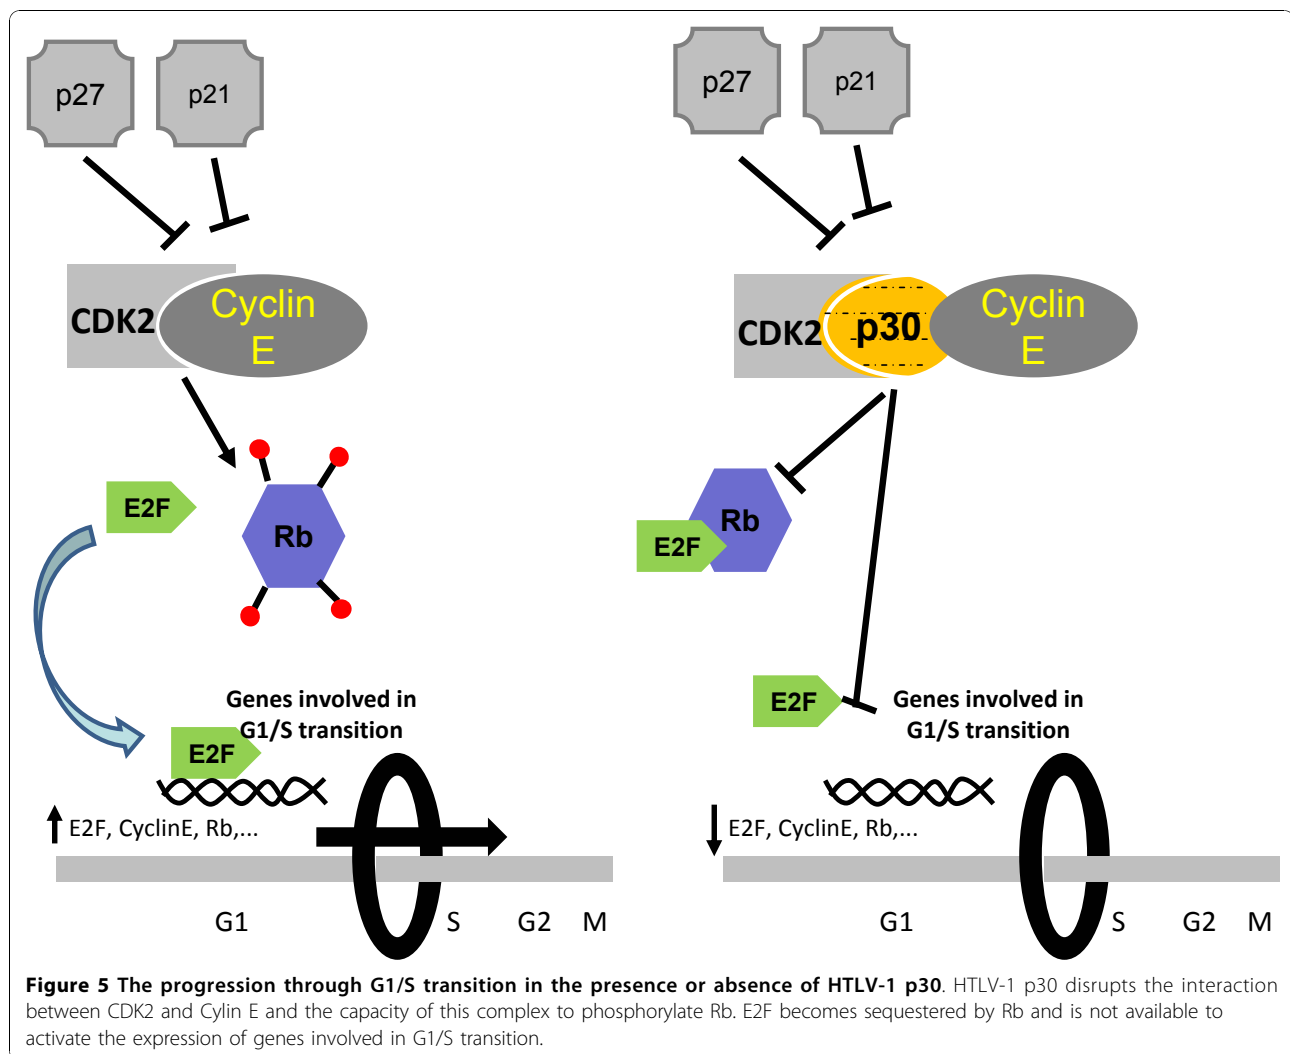 p27
p21
CDK2
Cyclin
E
E2F
Rb
Genes involved in
G1/S transition
E2F
E2F, CyclinE, Rb,...
G1
S
G2
M
p27
p21
CDK2
p30
Cyclin
E
Rb
E2F
E2F
Genes involved in
G1/S transition
E2F, CyclinE, Rb,...
G1
S
G2
M
Figure 5 The progression through G1/S transition in the presence or absence of HTLV-1 p30. HTLV-1 p30 disrupts the interaction
between CDK2 and Cylin E and the capacity of this complex to phosphorylate Rb. E2F becomes sequestered by Rb and is not available to
activate the expression of genes involved in G1/S transition.